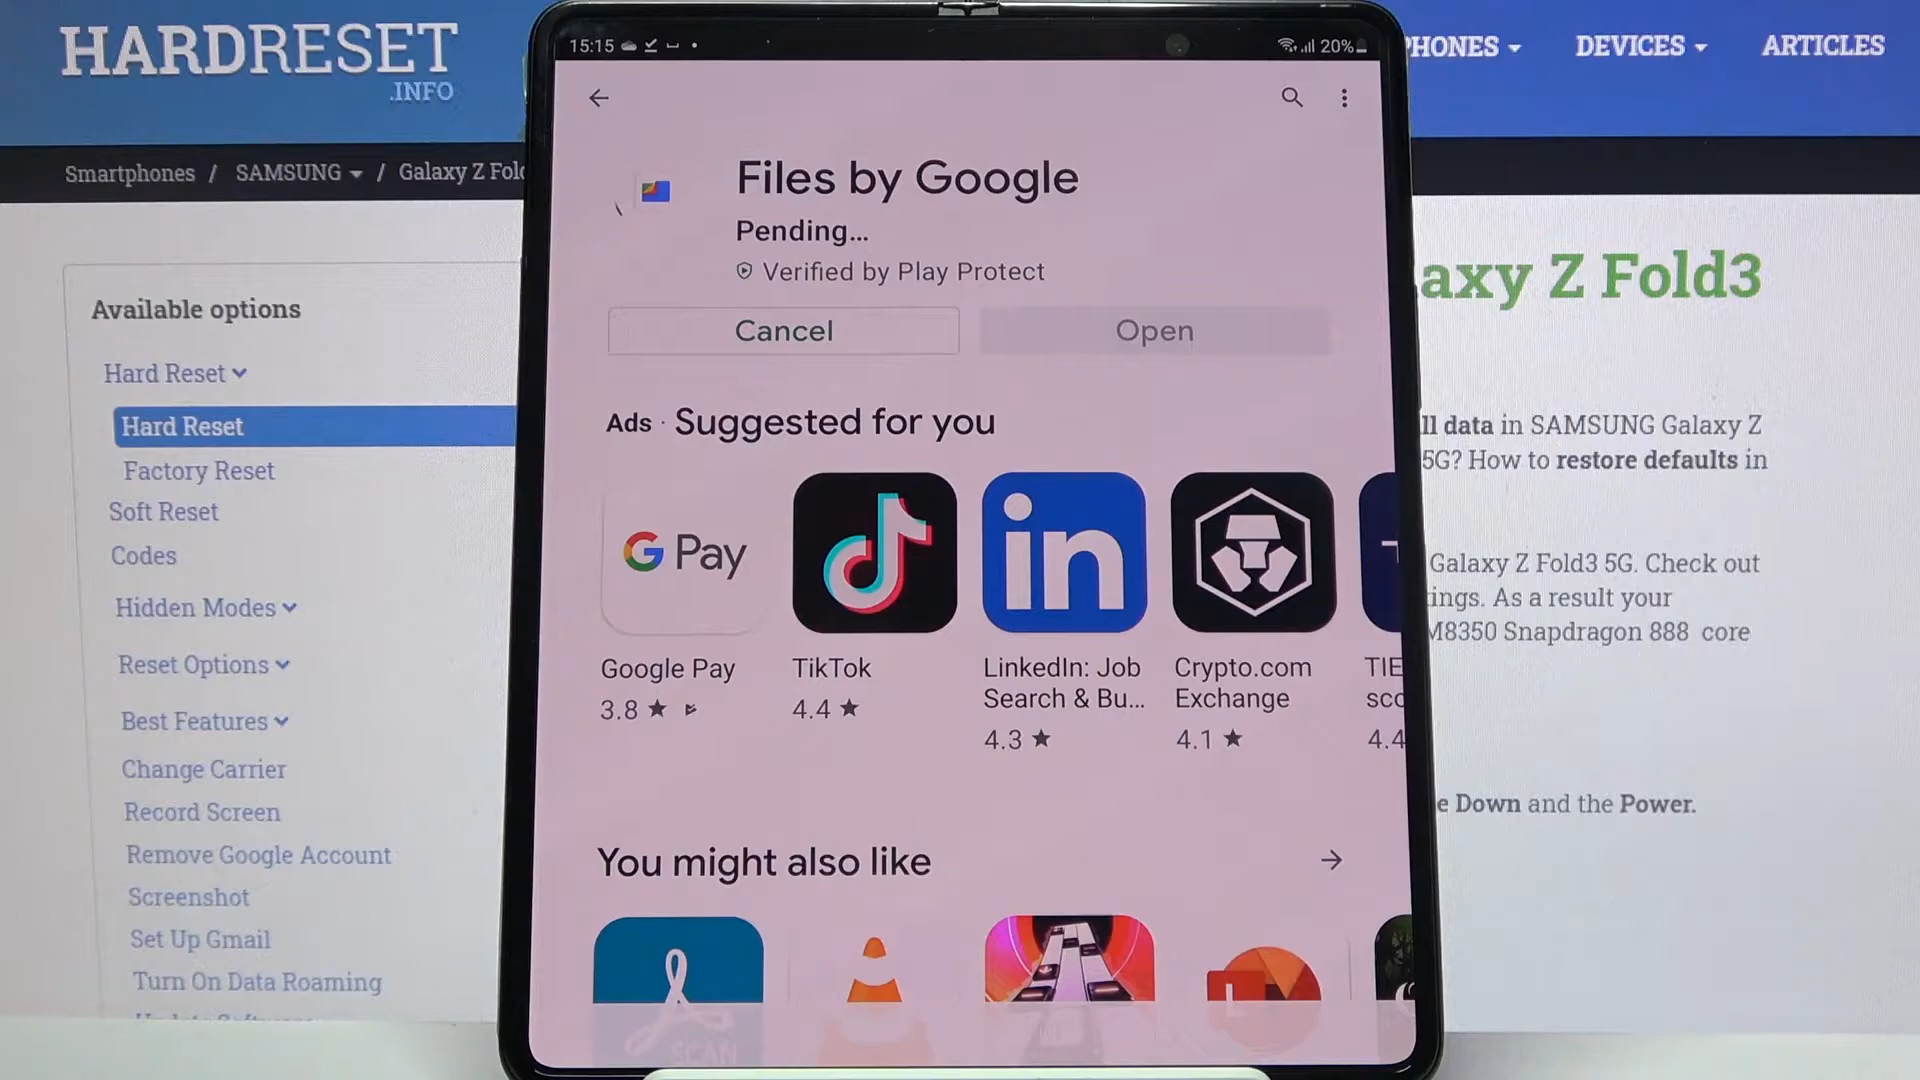 HARDRESET
.INFO
PHONES
DEVICES
ARTICLES
Smartphones / SAMSUNG / Galaxy Z Fold
Available options
Hard Reset
Hard Reset
Factory Reset
Soft Reset
Codes
Hidden Modes
Reset Options
Best Features
Change Carrier
Record Screen
Remove Google Account
Screenshot
Set Up Gmail
Turn On Data Roaming
15:15
20%
Files by Google
Pending...
Verified by Play Protect
Cancel
Open
Ads · Suggested for you
G Pay
in
Google Pay
3.8 ★
TikTok
4.4 ★
LinkedIn: Job
Search & Bu...
4.3 ★
Crypto.com
Exchange
4.1 ★
TIE
sco
4.4
You might also like
SCAN
L
axy Z Fold3
ll data in SAMSUNG Galaxy Z
5G? How to restore defaults in
Galaxy Z Fold3 5G. Check out
ings. As a result your
M8350 Snapdragon 888 core
e Down and the Power.